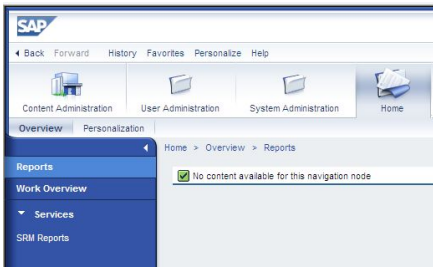 SAP
Back Forward History Favorites Personalize Help
Content Administration User Administration System Administration Home
Overview Personalization
Home > Overview > Reports
Reports
No content available for this navigation node
Work Overview
Services
SRM Reports